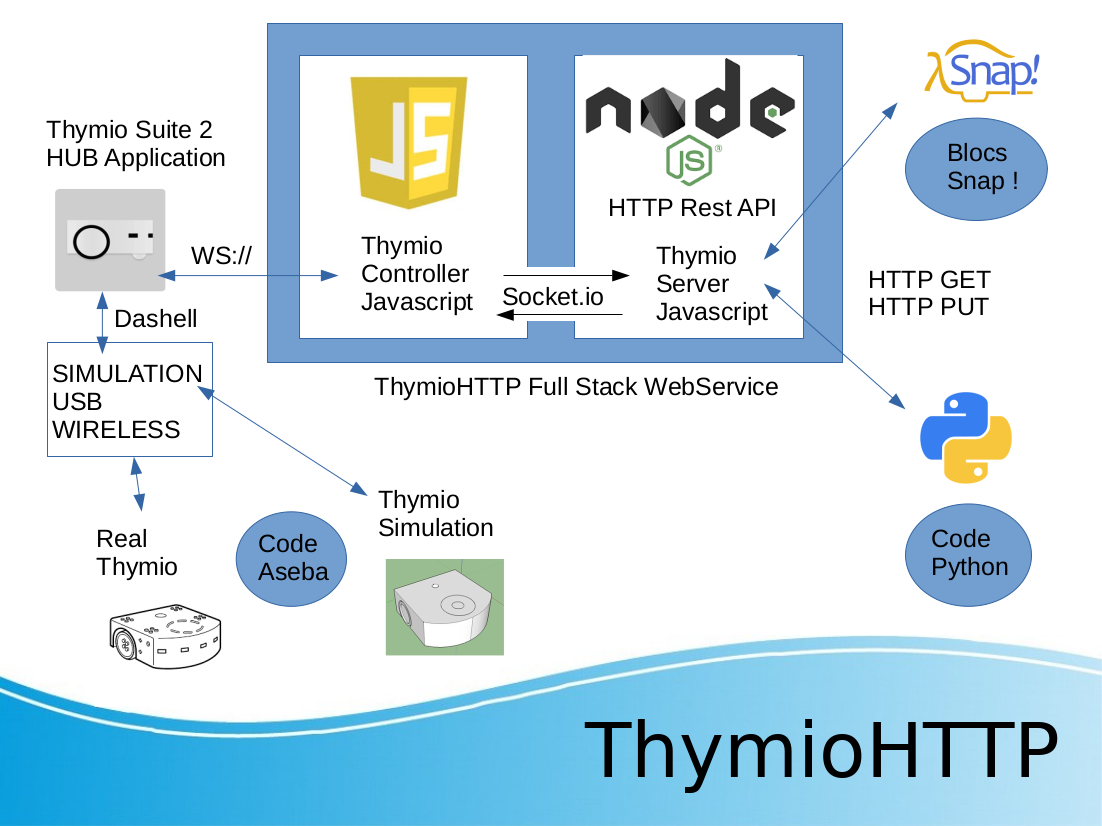 Thymio Suite 2
HUB Application
WS://
Dashell
SIMULATION
USB
WIRELESS
Real
Thymio
Code
Aseba
Thymio
Simulation
JS
Thymio
Controller
Javascript
Socket.io
node
JS
®
HTTP Rest API
Thymio
Server
Javascript
ThymioHTTP Full Stack WebService
λSnap!
Blocs
Snap !
HTTP GET
HTTP PUT
Code
Python
ThymioHTTP